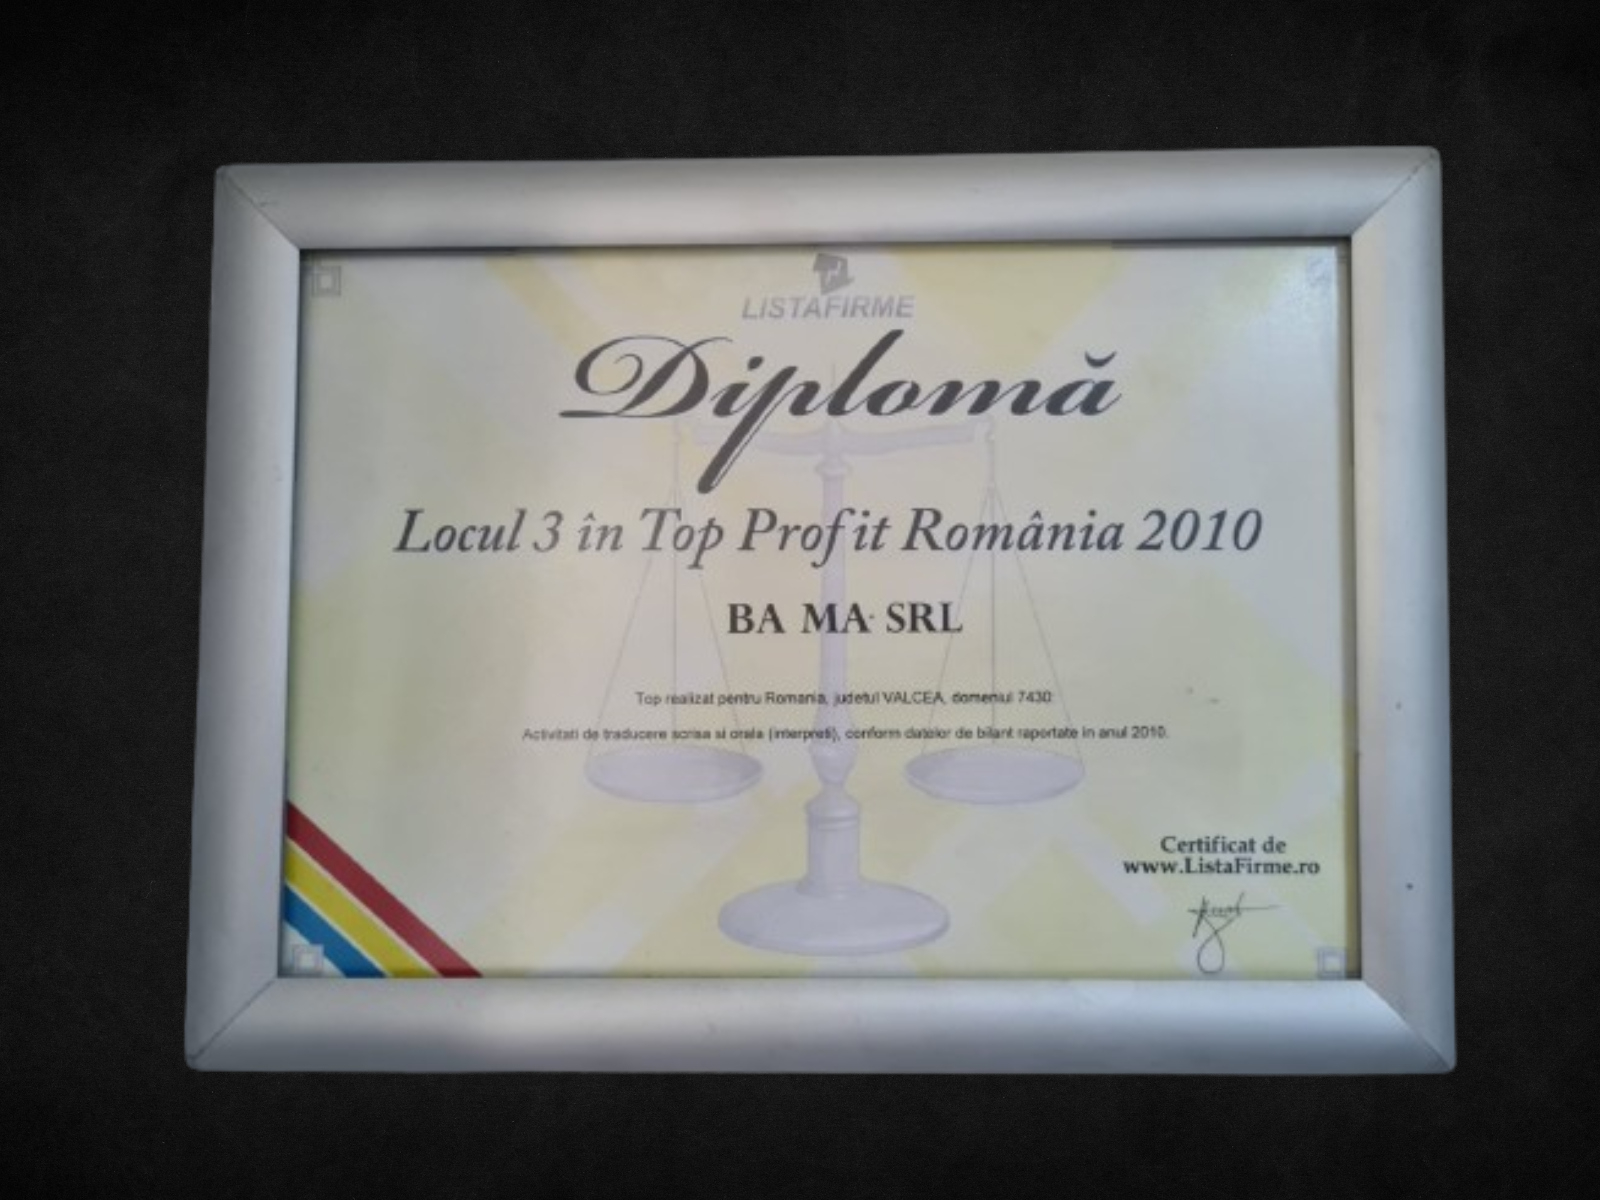 LISTAFIRME
Diplomă
Locul 3 în Top Profit România 2010
BA MA SRL
Top realizat pentru Romania, judetul VALCEA, domeniul 7430:
Activitati de traducere scrisa si orala (interpreti), conform datelor de bilant raportate in anul 2010.
Certificat de
www.ListaFirme.ro